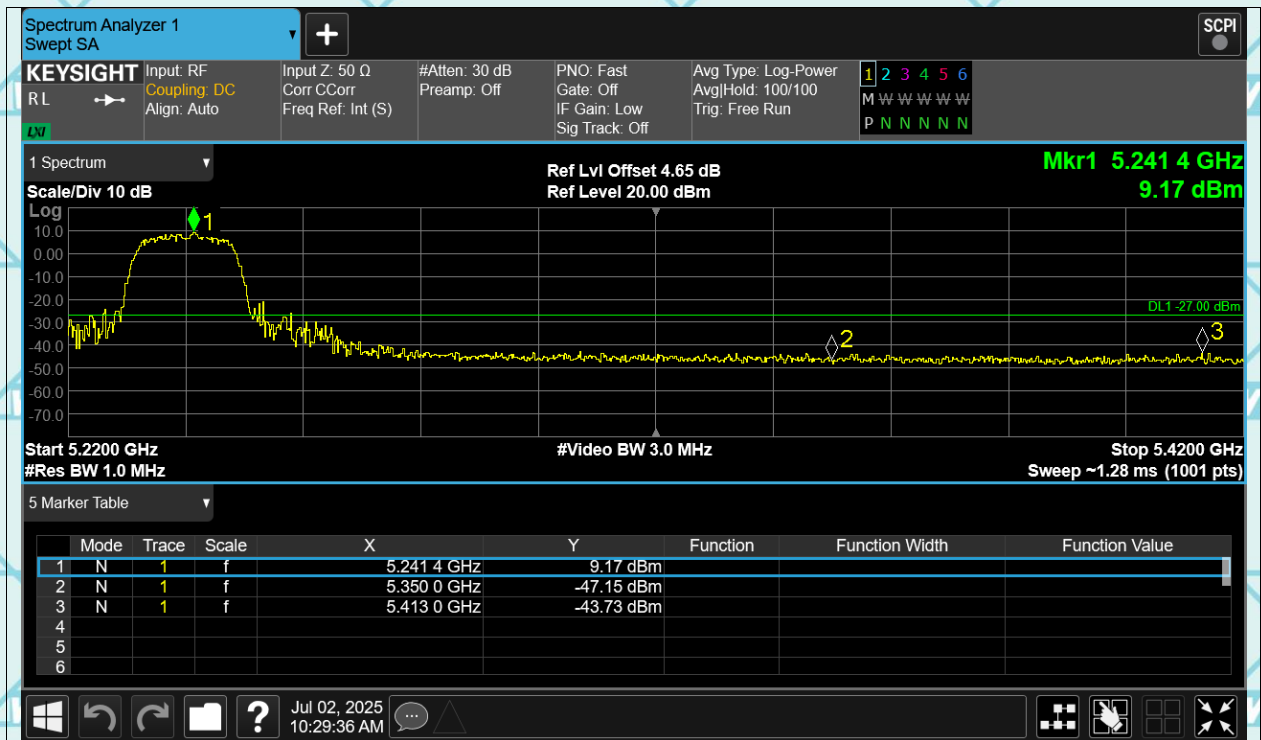 Spectrum Analyzer 1
Swept SA
+
SCPI
KEYSIGHT
RL
LXI
Input: RF
Coupling: DC
Align: Auto
Input Z: 50 Ω
Corr CCorr
Freq Ref: Int (S)
#Atten: 30 dB
Preamp: Off
PNO: Fast
Gate: Off
IF Gain: Low
Sig Track: Off
Avg Type: Log-Power
Avg|Hold: 100/100
Trig: Free Run
1 2 3 4 5 6
M W W W W W
P N N N N N
1 Spectrum
Scale/Div 10 dB
Ref Lvl Offset 4.65 dB
Ref Level 20.00 dBm
Mkr1 5.241 4 GHz
9.17 dBm
Log
10.0
0.00
-10.0
-20.0
-30.0
-40.0
-50.0
-60.0
-70.0
1
2
3
DL1 -27.00 dBm
Start 5.2200 GHz
#Res BW 1.0 MHz
#Video BW 3.0 MHz
Stop 5.4200 GHz
Sweep ~1.28 ms (1001 pts)
5 Marker Table
Mode Trace Scale X Y Function Function Width Function Value
1 N 1 f 5.241 4 GHz 9.17 dBm
2 N 1 f 5.350 0 GHz -47.15 dBm
3 N 1 f 5.413 0 GHz -43.73 dBm
4
5
6
?
Jul 02, 2025
10:29:36 AM